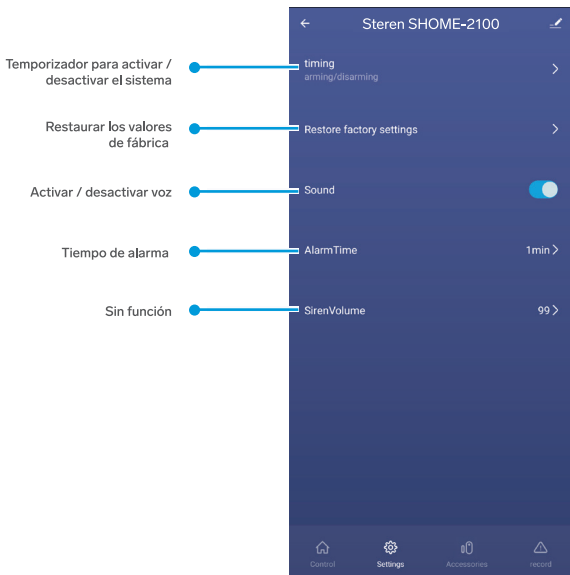 Steren SHOME-2100
Temporizador para activar /
desactivar el sistema
timing
arming/disarming
Restaurar los valores
de fábrica
Restore factory settings
Activar / desactivar voz
Sound
Tiempo de alarma
AlarmTime
1min
Sin función
SirenVolume
99
Control
Settings
Accessories
record